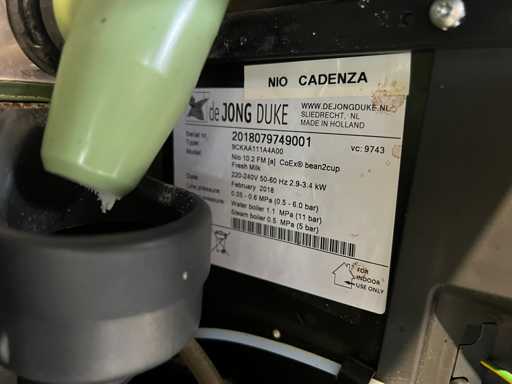 NIO CADENZA
de JONG DUKE
WWW.DEJONGDUKE.NL
SLIEDRECHT, NL
MADE IN HOLLAND
Serial nr. 2018079749001 vc: 9743
Type: 9CKAA111A4A00
Model: Nio 10.2 FM [a] CoEx® bean2cup
Fresh Milk
220-240V 50-60 Hz 2.9-3.4 kW
Date: February 2018
Line pressure: 0.05 - 0.6 MPa (0.5 - 6.0 bar)
Water boiler 1.1 MPa (11 bar)
Steam boiler 0.5 MPa (5 bar)
FOR
INDOOR
USE ONLY